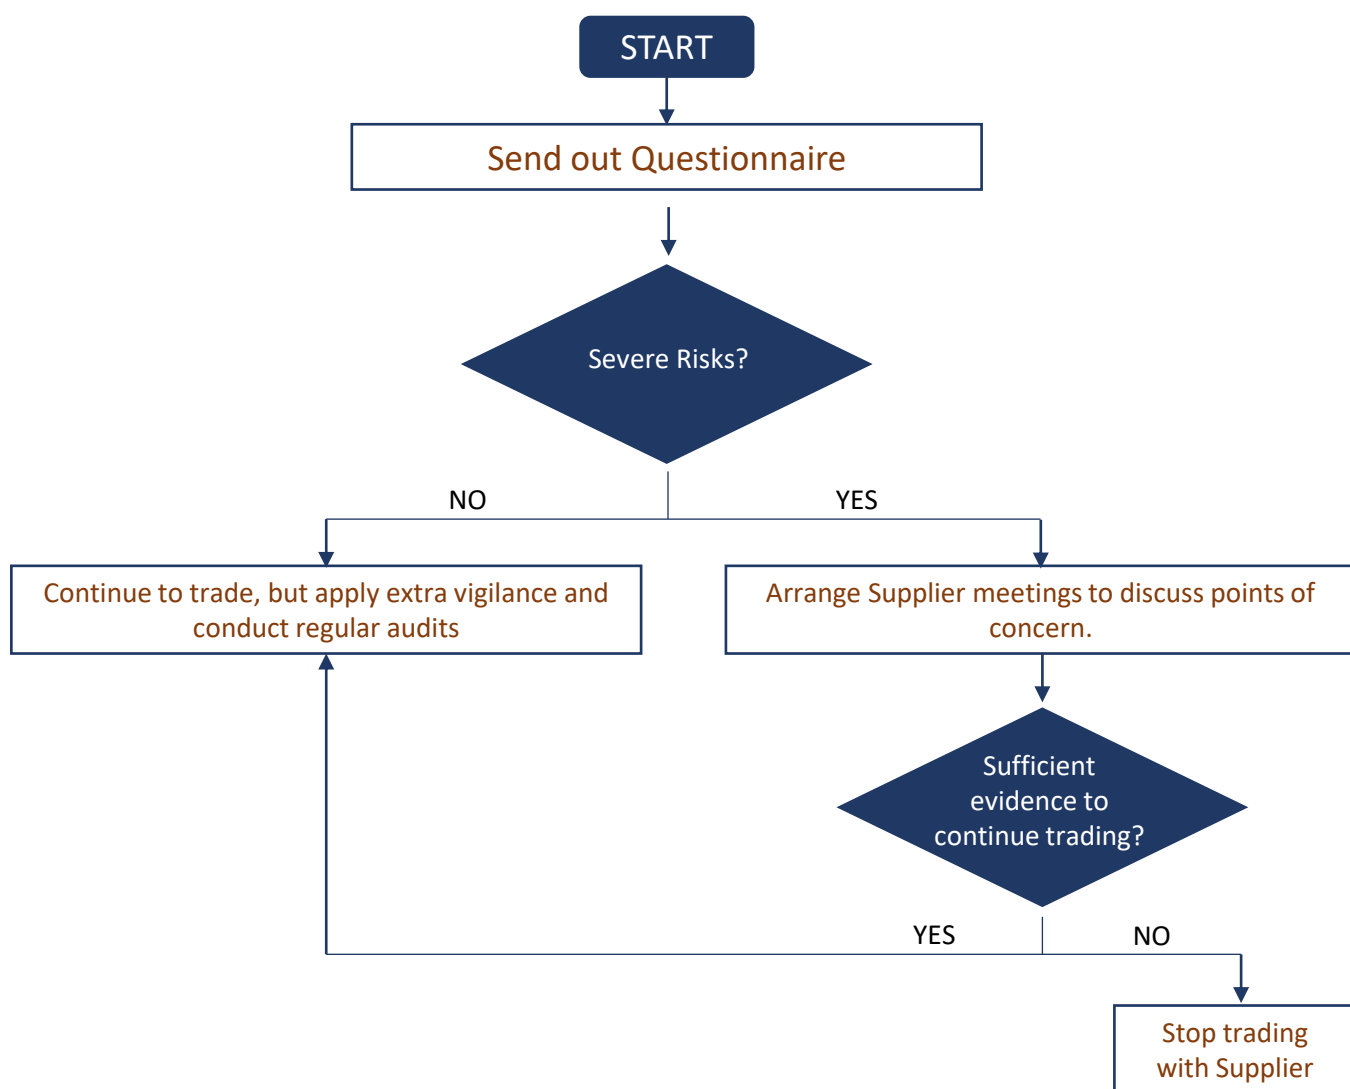 START
Send out Questionnaire
Severe Risks?
NO
YES
Continue to trade, but apply extra vigilance and
conduct regular audits
Arrange Supplier meetings to discuss points of
concern.
Sufficient
evidence to
continue trading?
YES
NO
Stop trading
with Supplier